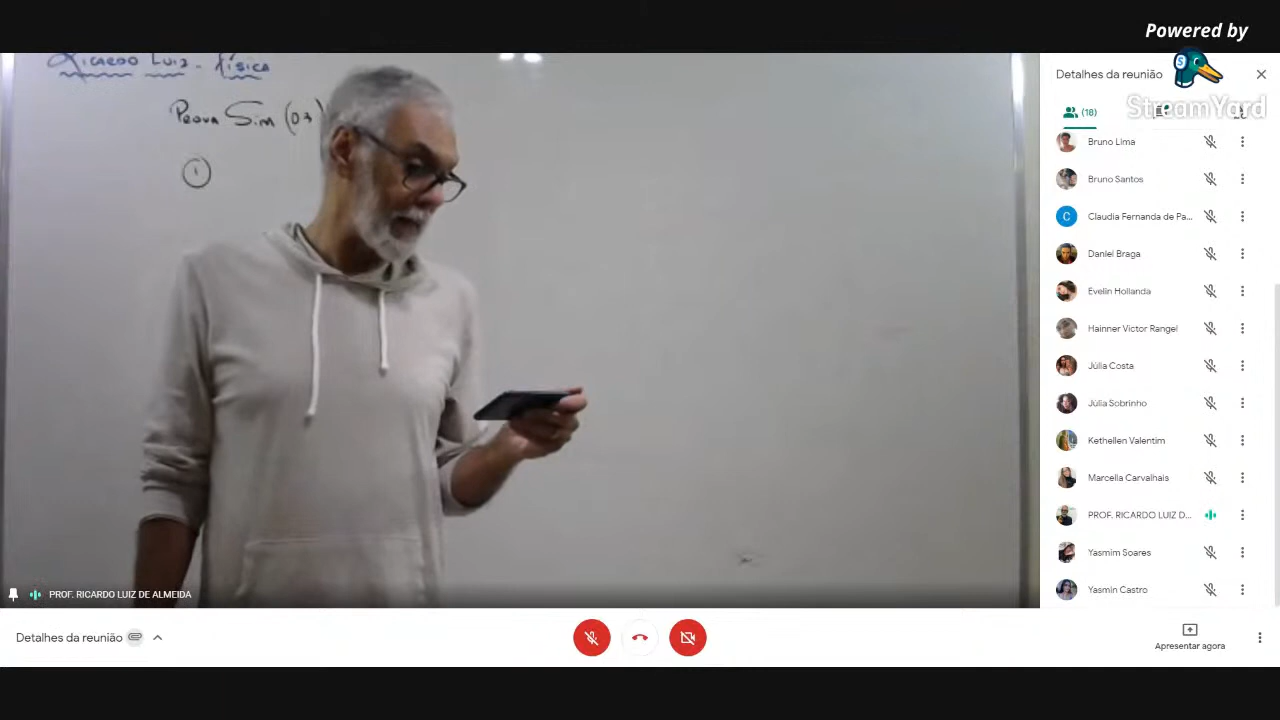 Powered by
StreamYard
Ricardo Luiz - Física
Prova Sim (03)
1
Detalhes da reunião
(18)
Bruno Lima
Bruno Santos
C
Claudia Fernanda de Pa...
Daniel Braga
Evelin Hollanda
Hainner Victor Rangel
Júlia Costa
Júlia Sobrinho
Kethellen Valentim
Marcella Carvalhais
PROF. RICARDO LUIZ D...
Yasmim Soares
Yasmin Castro
PROF. RICARDO LUIZ DE ALMEIDA
Detalhes da reunião
Apresentar agora